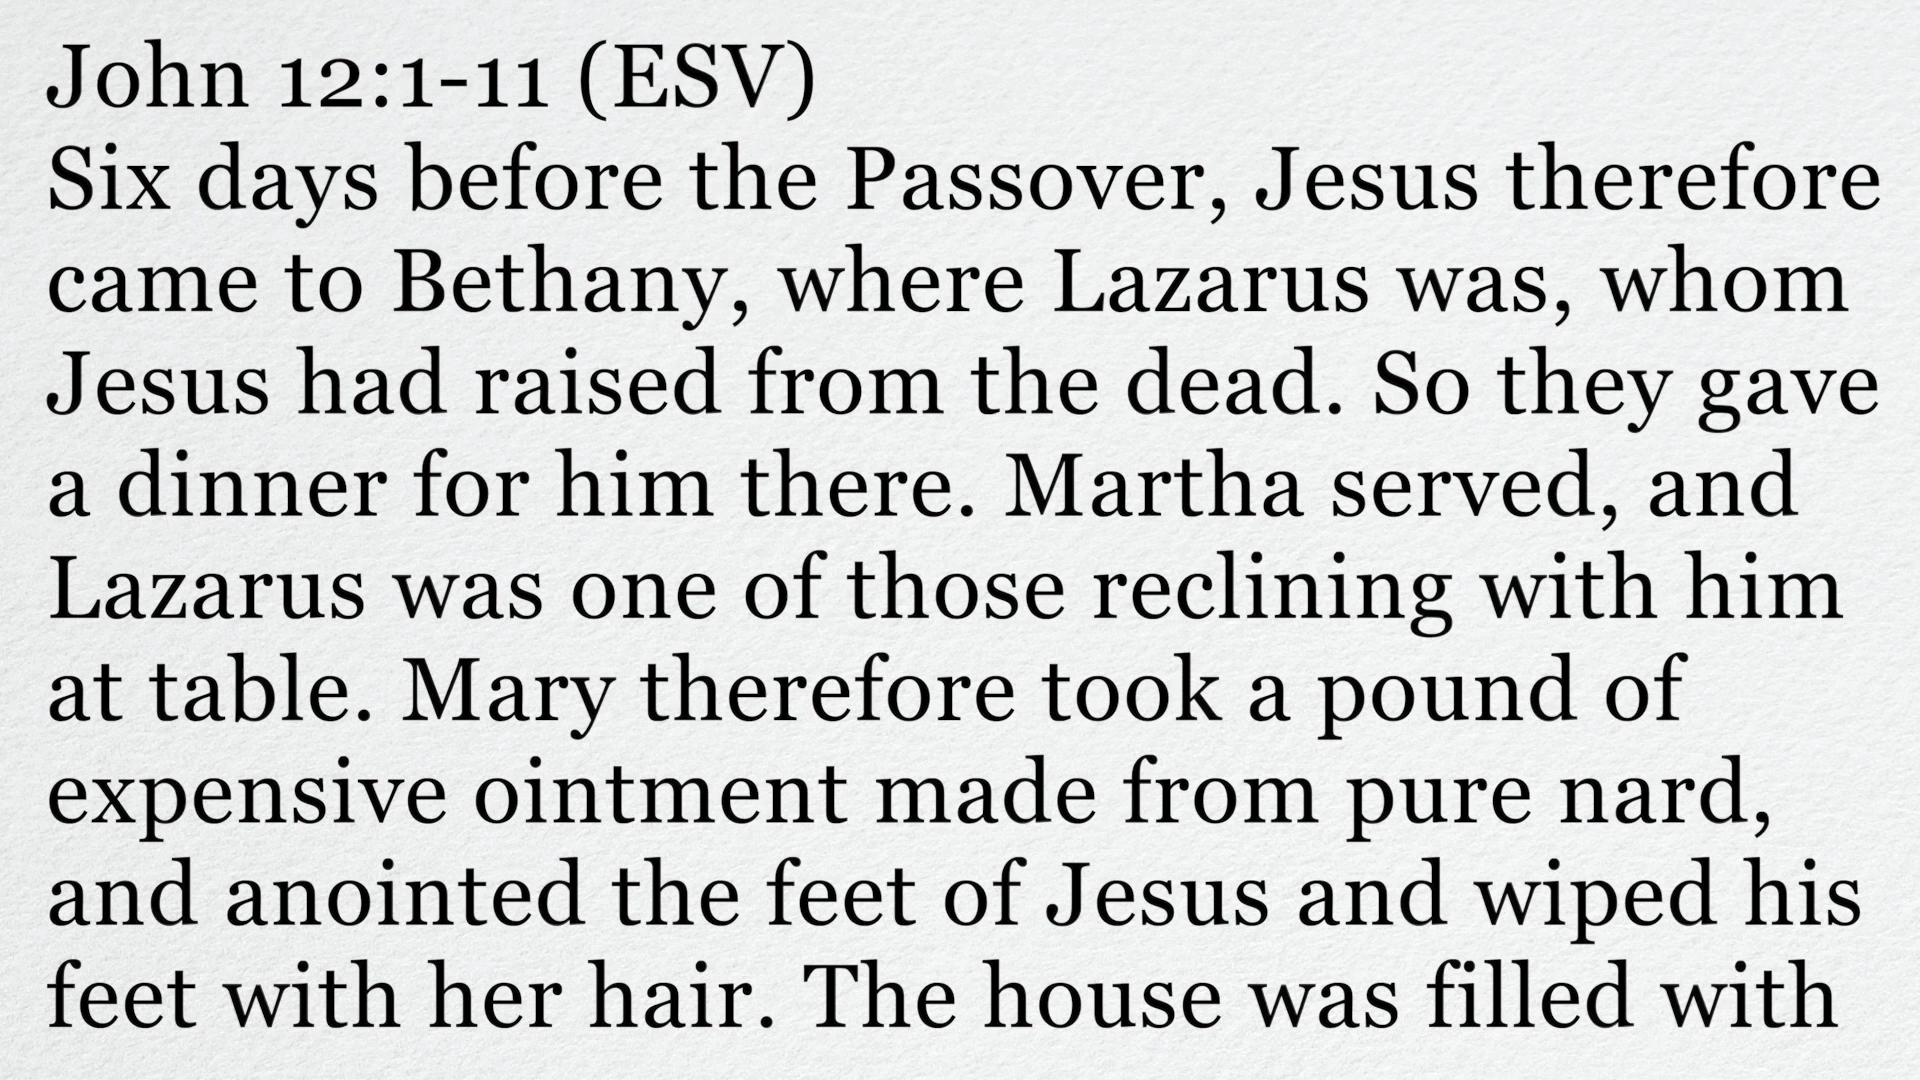 John 12:1-11 (ESV)
Six days before the Passover, Jesus therefore
came to Bethany, where Lazarus was, whom
Jesus had raised from the dead. So they gave
a dinner for him there. Martha served, and
Lazarus was one of those reclining with him
at table. Mary therefore took a pound of
expensive ointment made from pure nard,
and anointed the feet of Jesus and wiped his
feet with her hair. The house was filled with